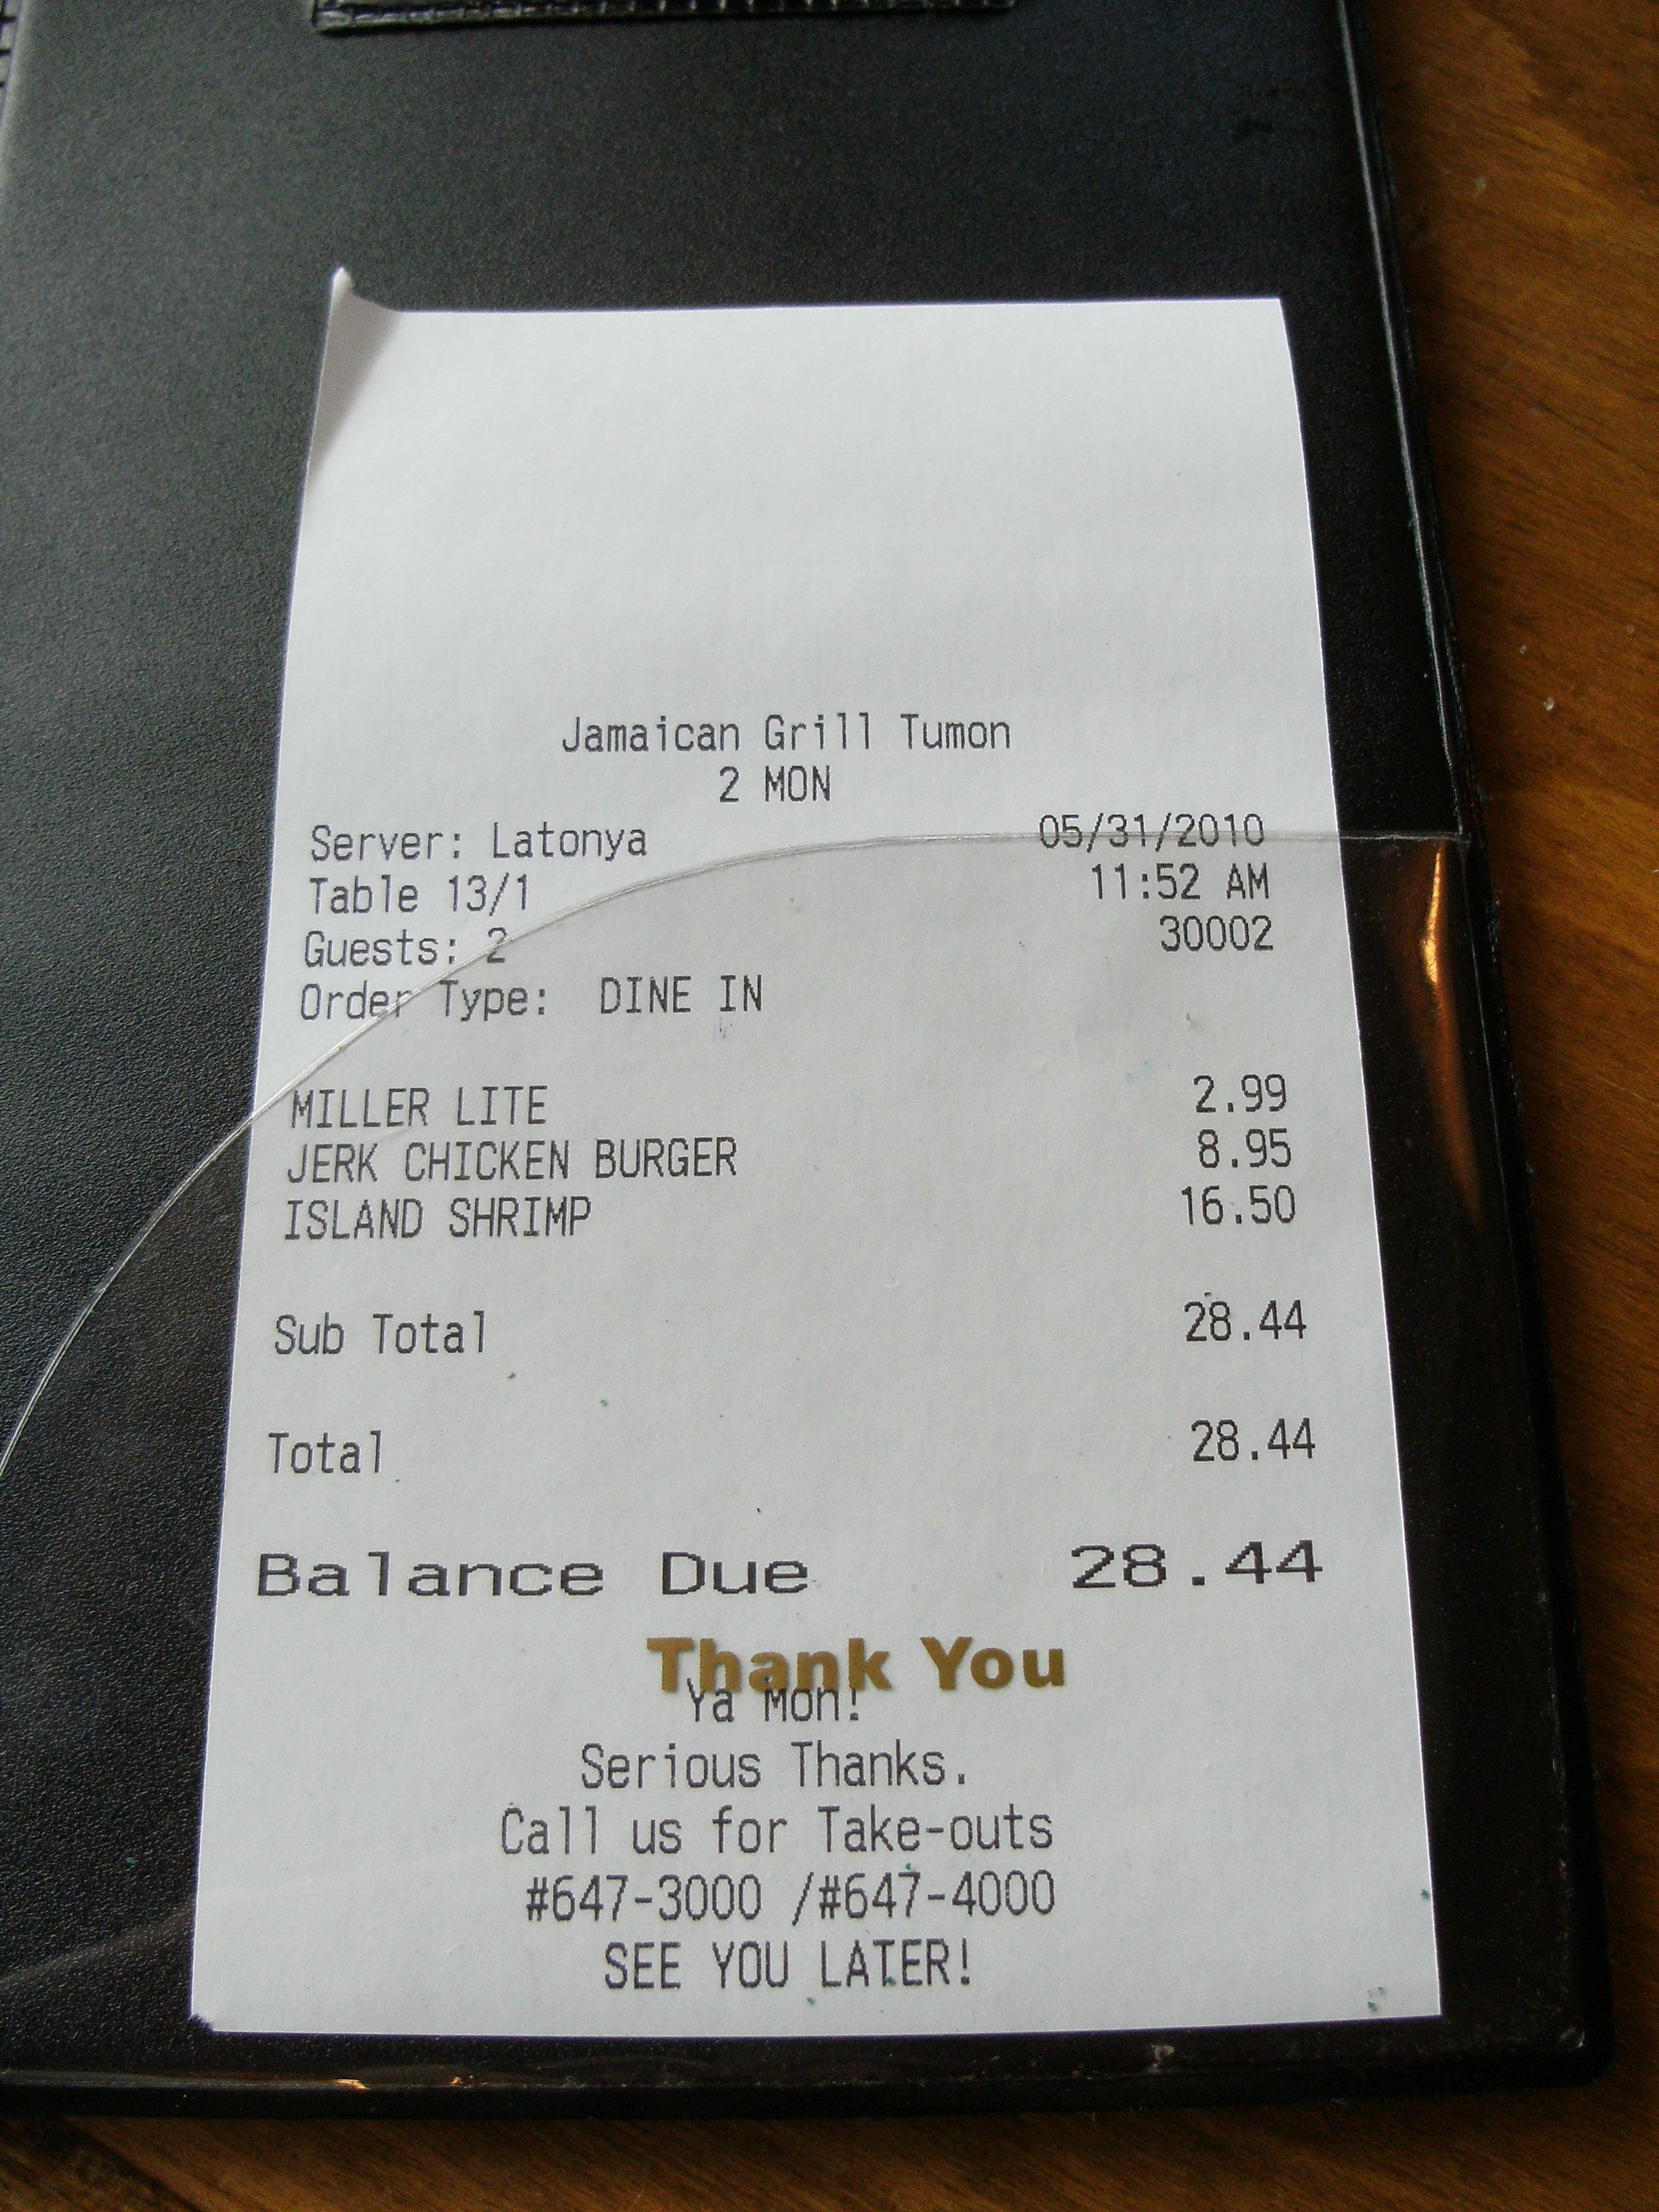 Jamaican Grill Tumon
2 MON
Server: Latonya 05/31/2010
Table 13/1 11:52 AM
Guests: 2 30002
Order Type: DINE IN
MILLER LITE 2.99
JERK CHICKEN BURGER 8.95
ISLAND SHRIMP 16.50
Sub Total 28.44
Total 28.44
Balance Due 28.44
Thank You
Ya Mon!
Serious Thanks.
Call us for Take-outs
#647-3000 /#647-4000
SEE YOU LATER!